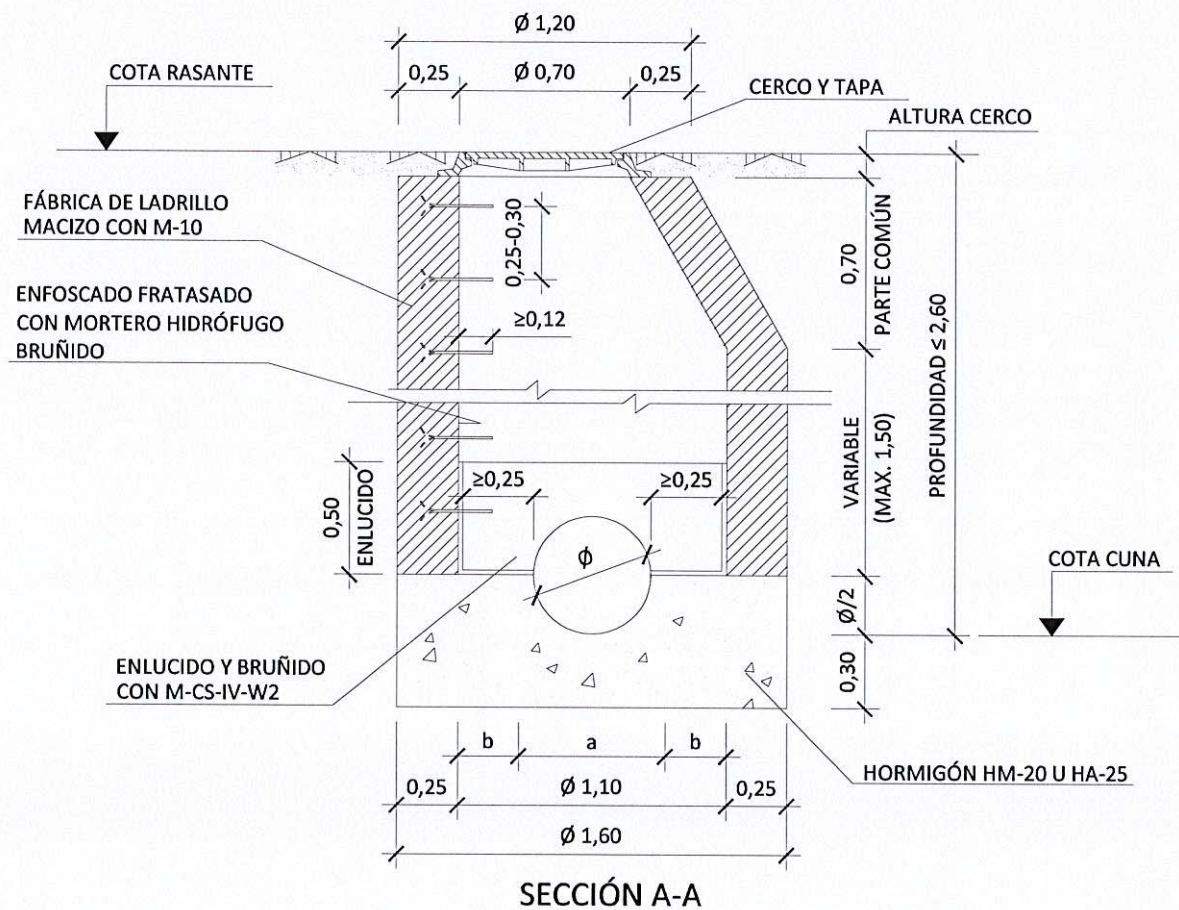 Ø 1,20
COTA RASANTE
0,25
Ø 0,70
0,25
CERCO Y TAPA
ALTURA CERCO
FÁBRICA DE LADRILLO
MACIZO CON M-10
0,25-0,30
0,70
PARTE COMÚN
ENFOSCADO FRATASADO
CON MORTERO HIDRÓFUGO
BRUÑIDO
≥0,12
PROFUNDIDAD ≤ 2,60
VARIABLE
(MAX. 1,50)
0,50
ENLUCIDO
≥0,25
≥0,25
ϕ
COTA CUNA
Ø/2
ENLUCIDO Y BRUÑIDO
CON M-CS-IV-W2
0,30
b
a
b
HORMIGÓN HM-20 U HA-25
0,25
Ø 1,10
0,25
Ø 1,60
SECCIÓN A-A